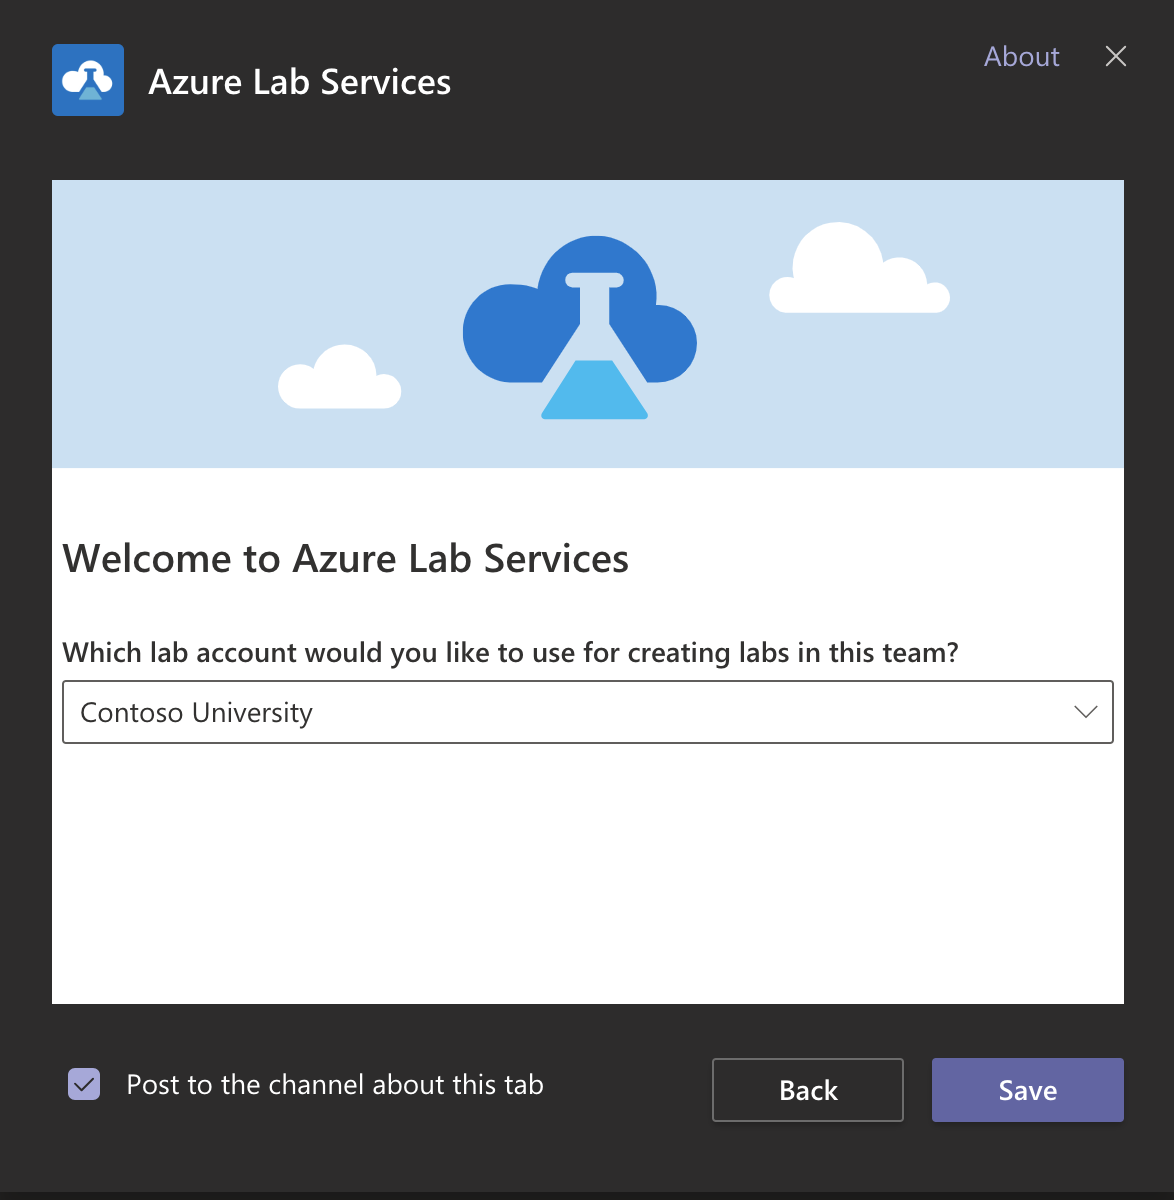 Azure Lab Services
About
Welcome to Azure Lab Services
Which lab account would you like to use for creating labs in this team?
Contoso University
Post to the channel about this tab
Back
Save